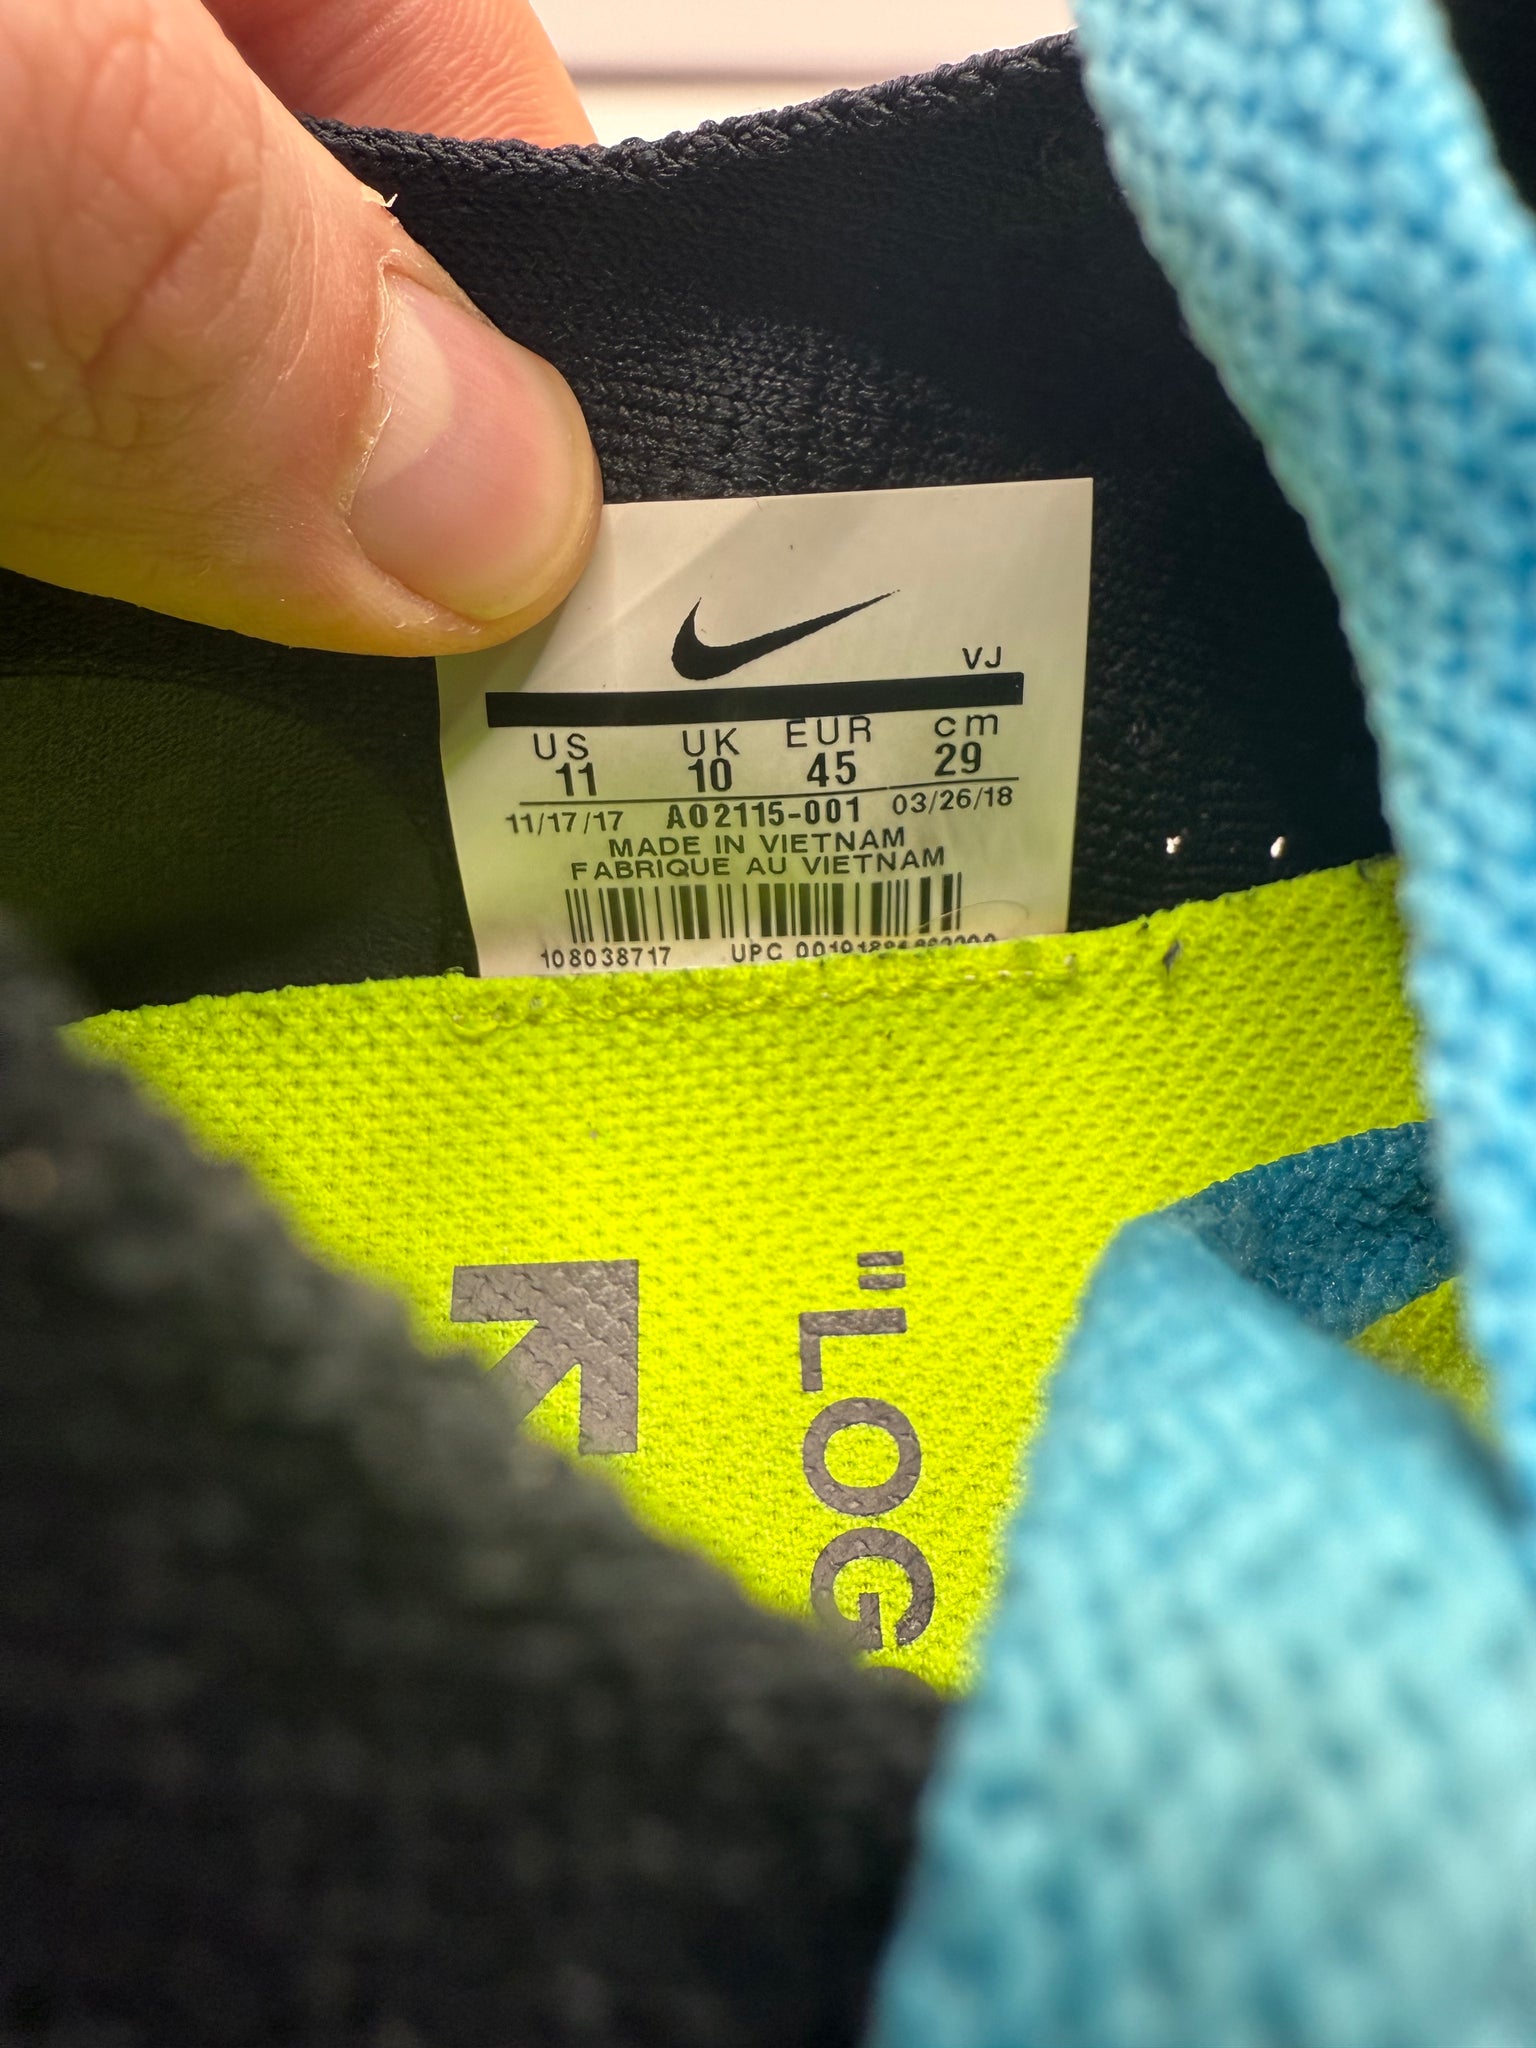 VJ
US UK EUR cm
11 10 45 29
11/17/17 AO2115-001 03/26/18
MADE IN VIETNAM
FABRIQUE AU VIETNAM
108038717 UPC
"LOG